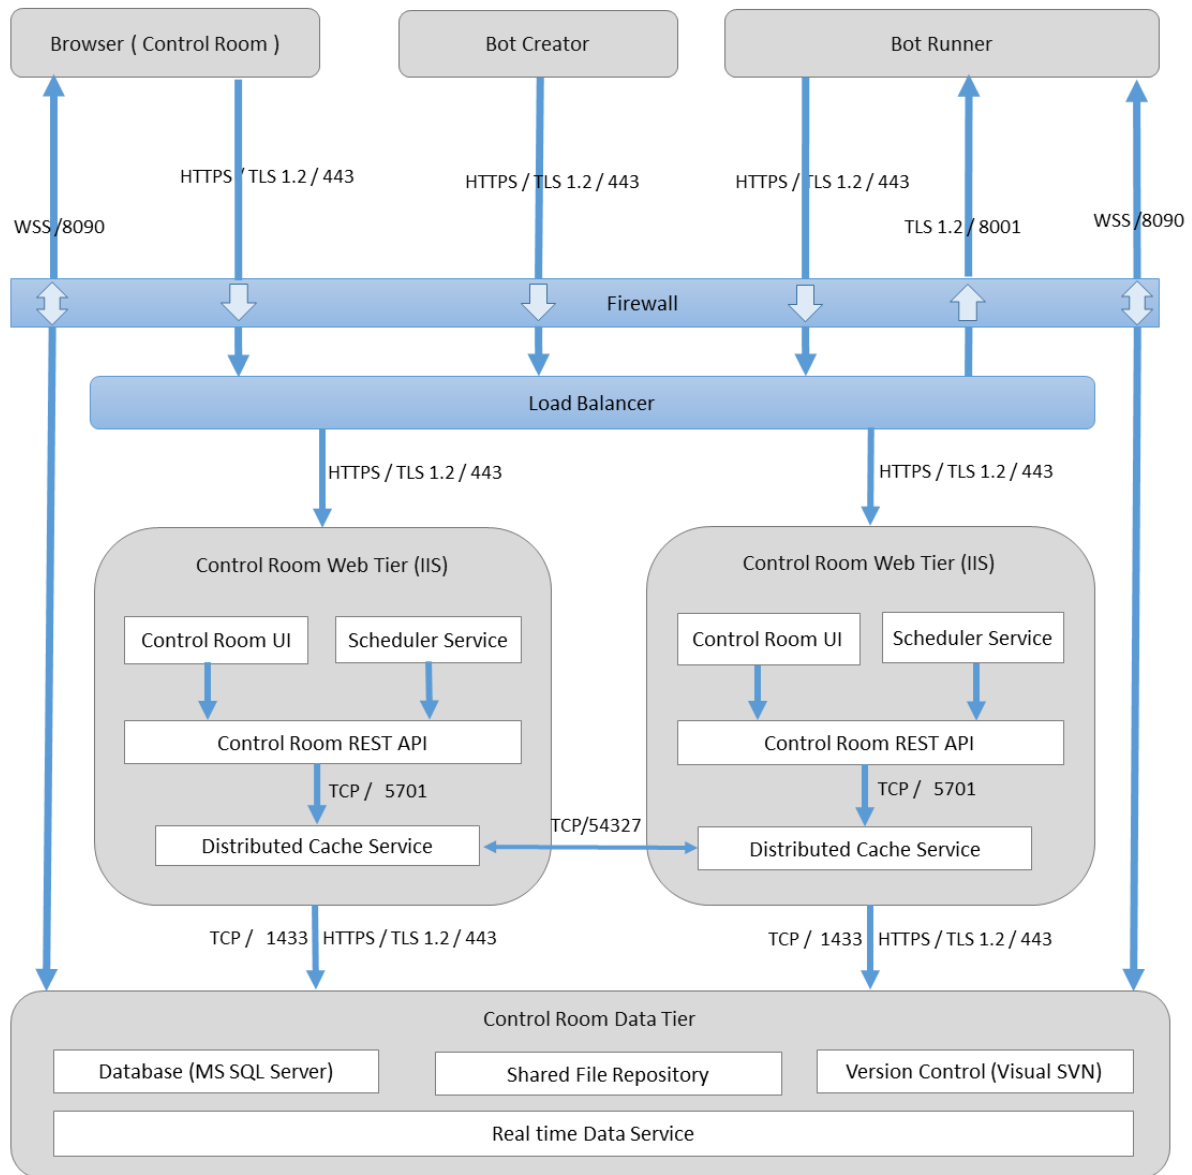 Browser ( Control Room )
Bot Creator
Bot Runner
HTTPS / TLS 1.2 / 443
HTTPS / TLS 1.2 / 443
HTTPS / TLS 1.2 / 443
WSS /8090
TLS 1.2 / 8001
WSS /8090
Firewall
Load Balancer
HTTPS / TLS 1.2 / 443
HTTPS / TLS 1.2 / 443
Control Room Web Tier (IIS)
Control Room UI
Scheduler Service
Control Room REST API
TCP / 5701
Distributed Cache Service
TCP/54327
Control Room Web Tier (IIS)
Control Room UI
Scheduler Service
Control Room REST API
TCP / 5701
Distributed Cache Service
TCP / 1433
HTTPS / TLS 1.2 / 443
TCP / 1433
HTTPS / TLS 1.2 / 443
Control Room Data Tier
Database (MS SQL Server)
Shared File Repository
Version Control (Visual SVN)
Real time Data Service